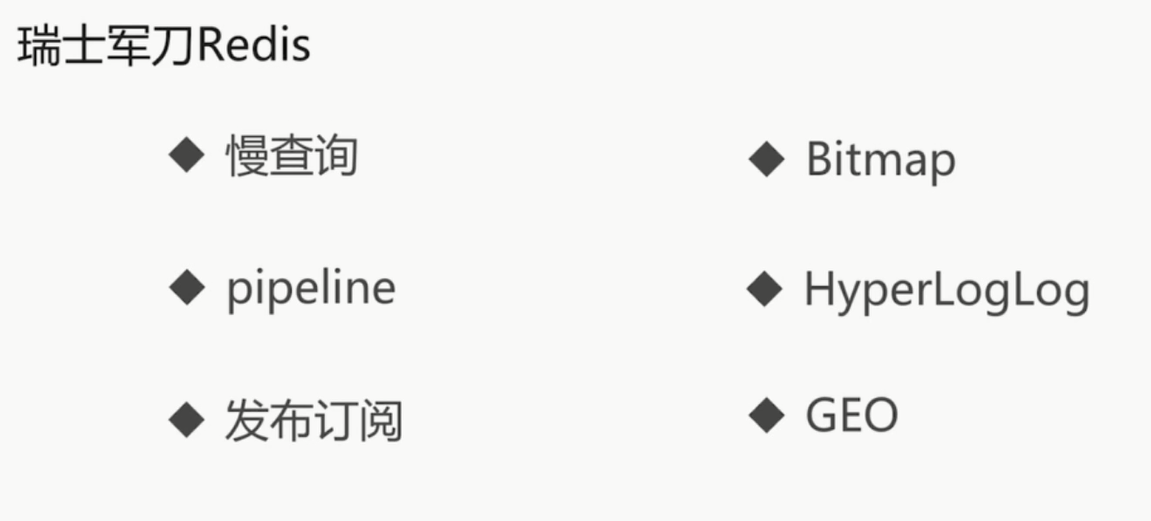 瑞士军刀Redis
◆ 慢查询
◆ pipeline
◆ 发布订阅
◆ Bitmap
◆ HyperLogLog
◆ GEO